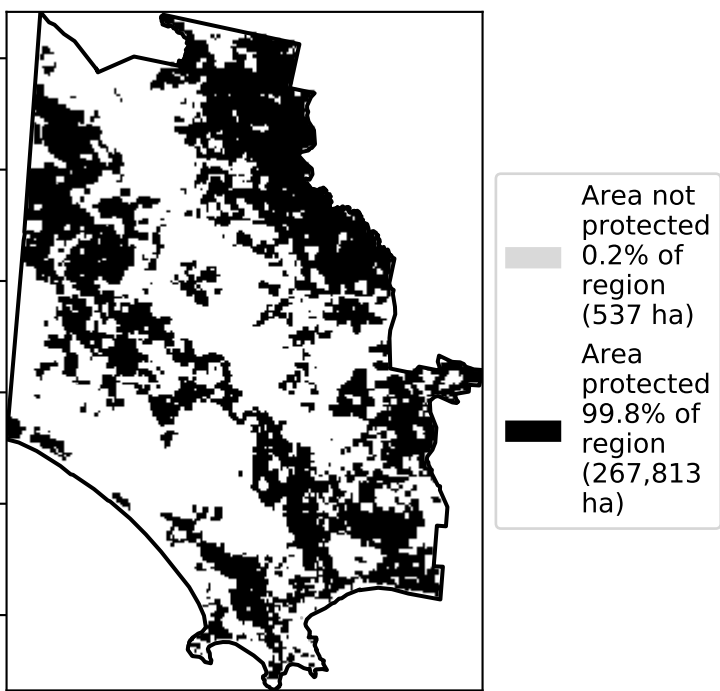 Area not
protected
0.2% of
region
(537 ha)
Area
protected
99.8% of
region
(267,813
ha)